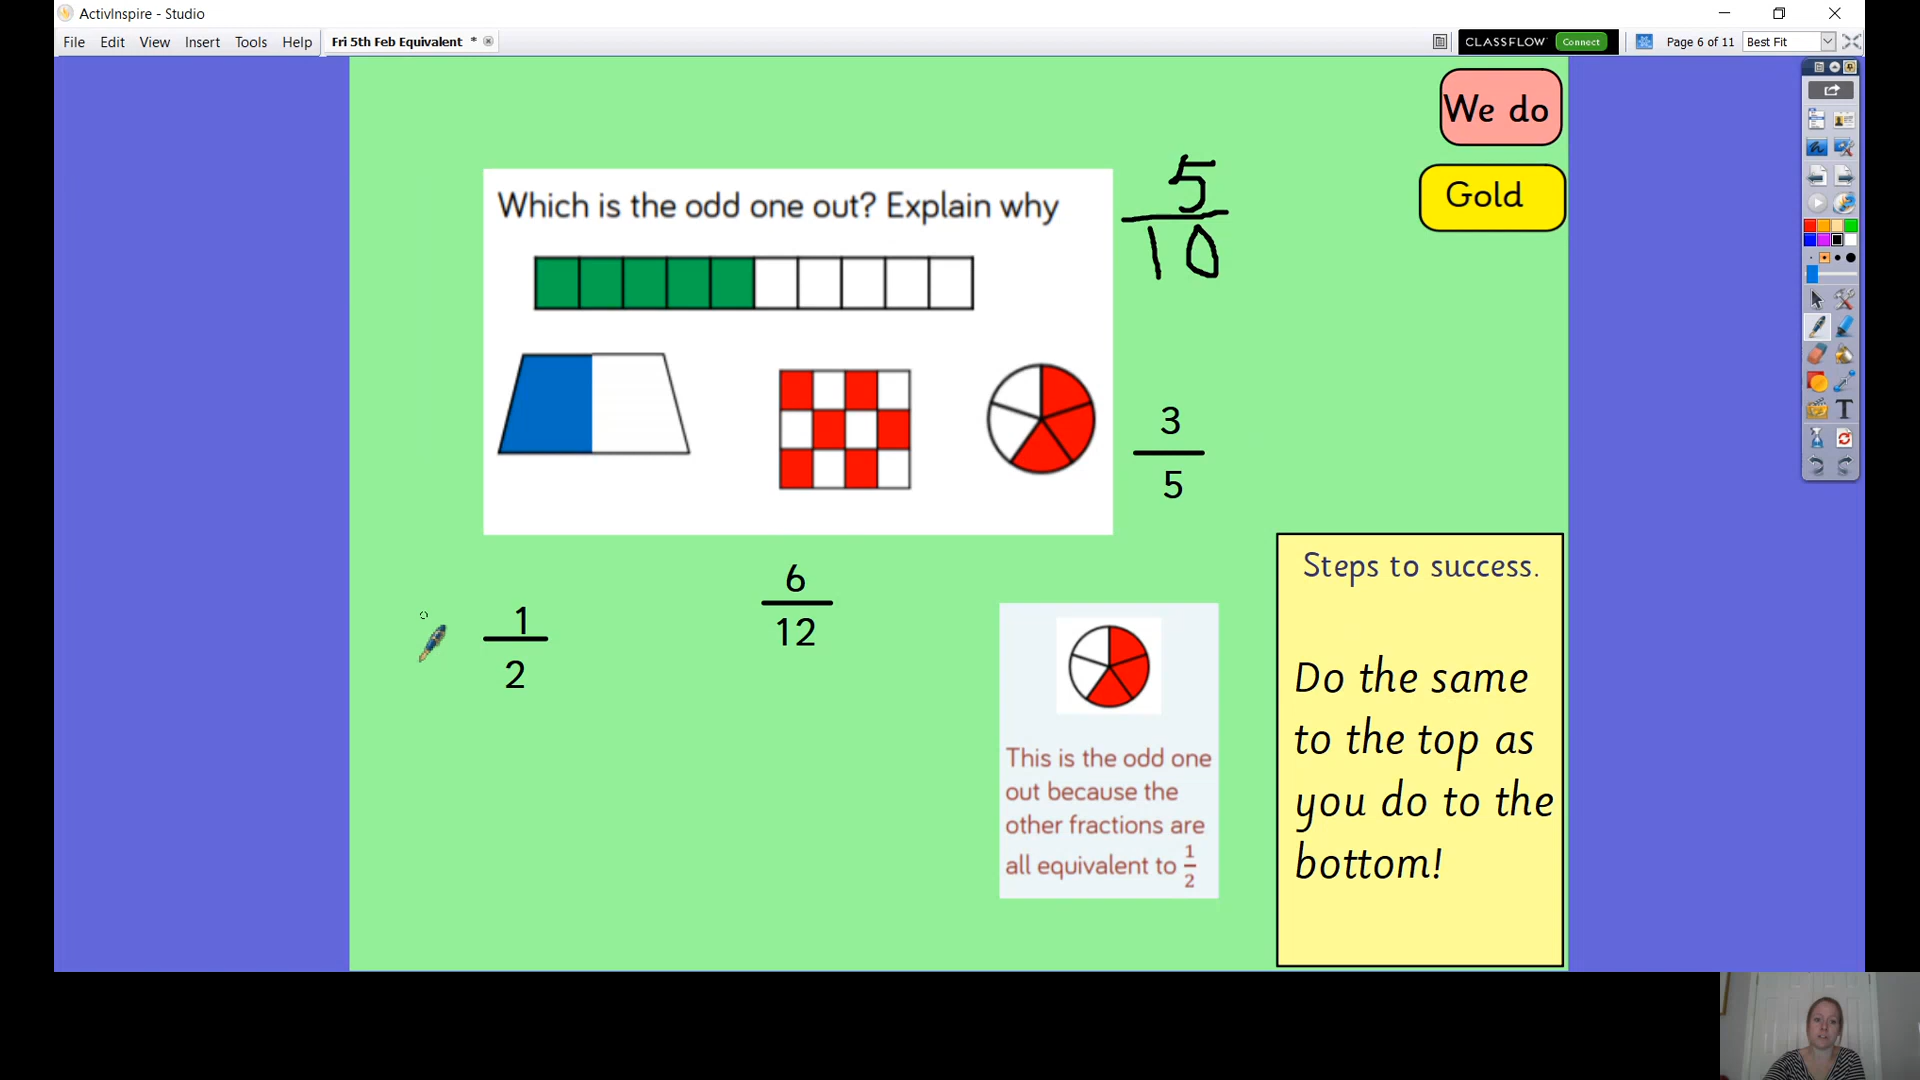 ActivInspire - Studio
File Edit View Insert Tools Help
Fri 5th Feb Equivalent *
CLASSFLOW Connect
Page 6 of 11
Best Fit
We do
Gold
Which is the odd one out? Explain why
5
10
3
5
1
2
6
12
This is the odd one
out because the
other fractions are
all equivalent to 1/2
Steps to success.
Do the same
to the top as
you do to the
bottom!